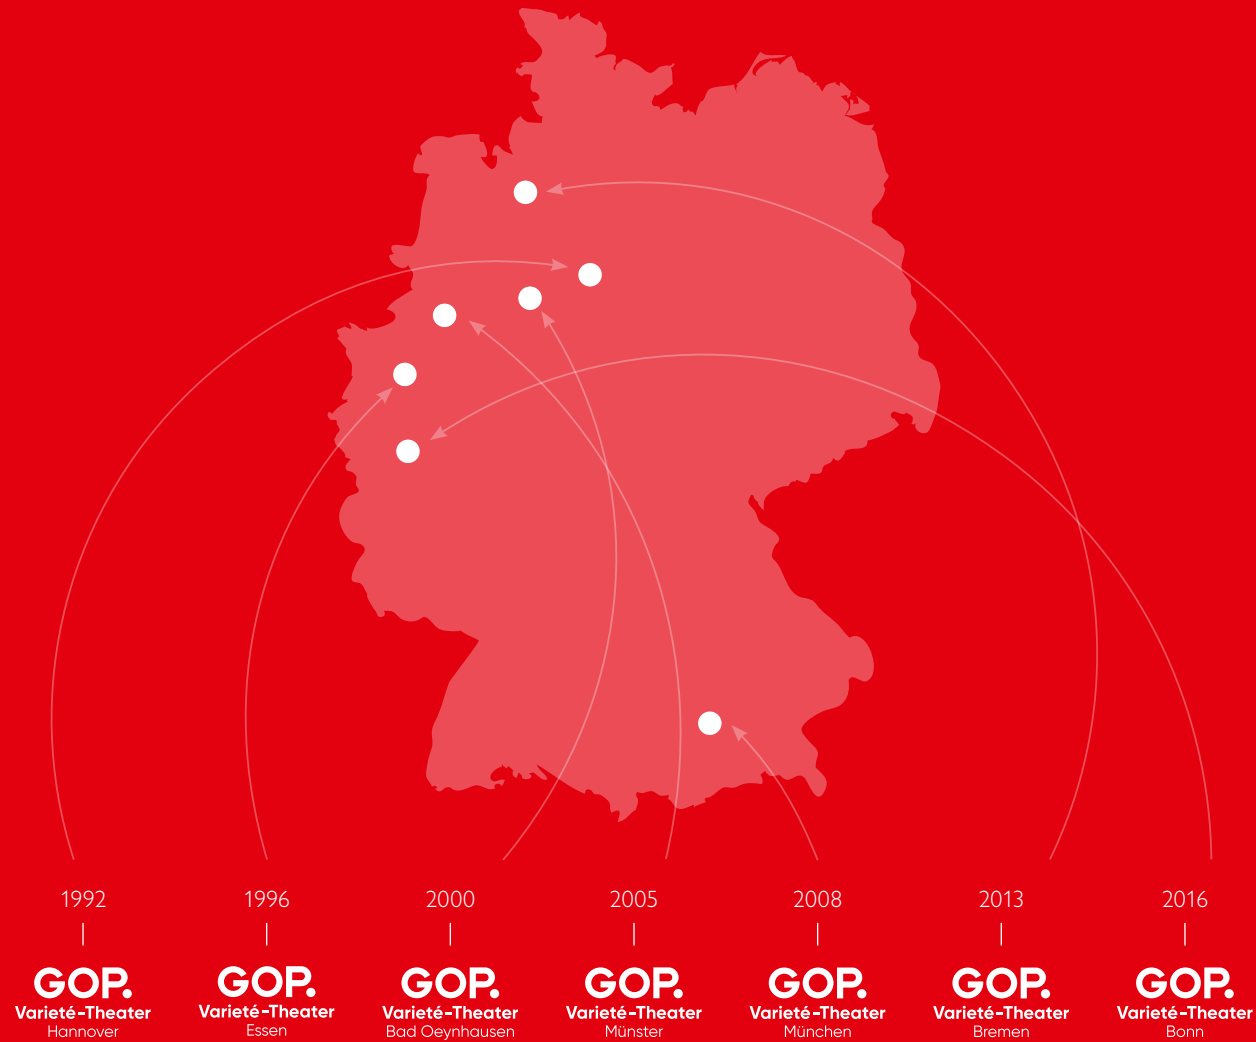 1992 1996 2000 2005 2008 2013 2016
GOP. GOP. GOP. GOP. GOP. GOP. GOP.
Varieté-Theater Varieté-Theater Varieté-Theater Varieté-Theater Varieté-Theater Varieté-Theater Varieté-Theater
Hannover Essen Bad Oeynhausen Münster München Bremen Bonn